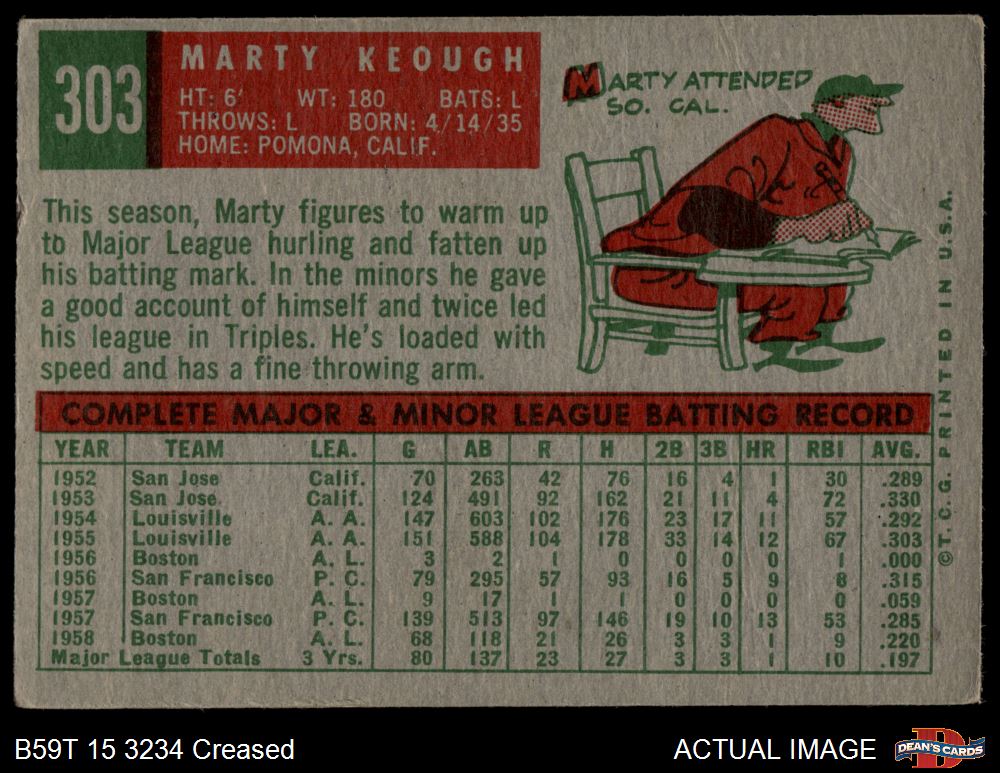 303
MARTY KEOUGH
HT: 6' WT: 180 BATS: L
THROWS: L BORN: 4/14/35
HOME: POMONA, CALIF.
MARTY ATTENDED
SO. CAL.
This season, Marty figures to warm up
to Major League hurling and fatten up
his batting mark. In the minors he gave
a good account of himself and twice led
his league in Triples. He's loaded with
speed and has a fine throwing arm.
COMPLETE MAJOR & MINOR LEAGUE BATTING RECORD
YEAR TEAM LEA. G AB R H 2B 3B HR RBI AVG.
1952 San Jose Calif. 70 263 42 76 16 4 1 30 .289
1953 San Jose Calif. 124 491 92 162 21 11 4 72 .330
1954 Louisville A. A. 147 603 102 176 23 17 11 57 .292
1955 Louisville A. A. 151 588 104 178 33 14 12 67 .303
1956 Boston A. L. 3 2 1 0 0 0 0 1 .000
1956 San Francisco P. C. 79 295 57 93 16 5 9 8 .315
1957 Boston A. L. 9 17 1 1 0 0 0 0 .059
1957 San Francisco P. C. 139 513 97 146 19 10 13 53 .285
1958 Boston A. L. 68 118 21 26 3 3 1 9 .220
Major League Totals 3 Yrs. 80 137 23 27 3 3 1 10 .197
©T. C. G. PRINTED IN U.S.A.
B59T 15 3234 Creased
ACTUAL IMAGE
DEAN'S CARDS